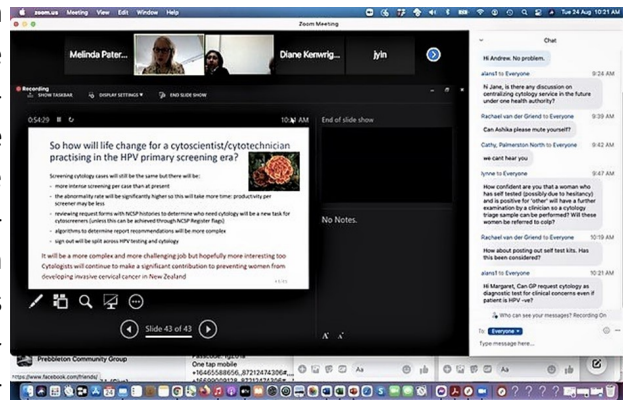 zoom.us Meeting View Edit Window Help
Tue 24 Aug 10:21 AM
Zoom Meeting
Melinda Pater...
Diane Kenwrig...
jyin
Recording
SHOW TASKBAR
DISPLAY SETTINGS
END SLIDE SHOW
0:54:29
End of slide show
So how will life change for a cytoscientist/cytotechnician
practising in the HPV primary screening era?
Screening cytology cases will still be the same but there will be:
- more intense screening per case than at present
- the abnormality rate will be significantly higher so this will take more time: productivity per
screener may be less
- reviewing request forms with NCSP histories to determine who need cytology will be a new task for
cytoscreeners (unless this can be achieved through NCSP Register flags)
- algorithms to determine report recommendations will be more complex
- sign out will be split across HPV testing and cytology
It will be a more complex and more challenging job but hopefully more interesting too
Cytologists will continue to make a significant contribution to preventing women from
developing invasive cervical cancer in New Zealand
No Notes.
Slide 43 of 43
Chat
Hi Andrew. No problem.
alans1 to Everyone 9:24 AM
N Jane, is there any discussion on
centralizing cytology service in the future
under one health authority?
Rachael van der Griend to Everyone 9:39 AM
Can Ashika please mute yourself?
Cathy, Palmerston North to Everyone 9:42 AM
we cant hear you
lynne to Everyone 9:47 AM
How confident are you that a woman who
has self tested (possibly due to hesitancy)
and is positive for 'other' will have a further
examination by a clinician so a cytology
triage sample can be performed? Will these
women be referred to colp?
Rachael van der Griend to Everyone 10:19 AM
How about posting out self test kits. Has
this been considered?
alans1 to Everyone 10:21 AM
Hi Margaret, Can GP request cytology as
diagnostic test for clinical concerns even if
patient is HPV -ve?
Who can see your messages? Recording On
To: Everyone
Type message here...
Prebbleton Community Group
One tap mobile
https://www.facebook.com/friends/
Aa
Aa